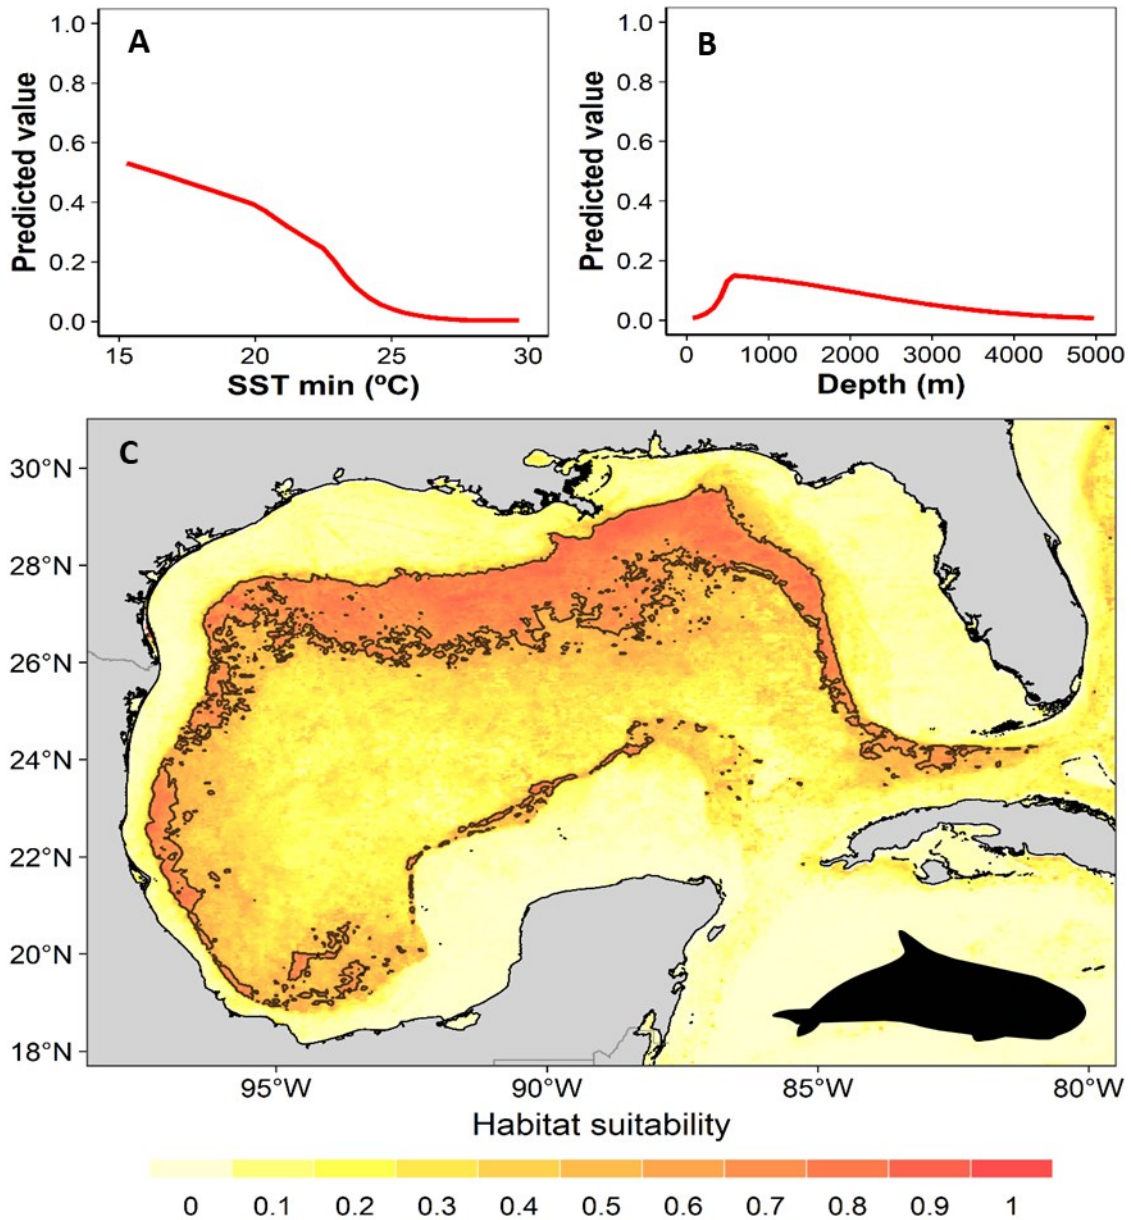 A
Predicted value
1.0
0.8
0.6
0.4
0.2
0.0
15 20 25 30
SST min (ºC)
B
Predicted value
1.0
0.8
0.6
0.4
0.2
0.0
0 1000 2000 3000 4000 5000
Depth (m)
C
30°N
28°N
26°N
24°N
22°N
20°N
18°N
95°W 90°W 85°W 80°W
Habitat suitability
0 0.1 0.2 0.3 0.4 0.5 0.6 0.7 0.8 0.9 1